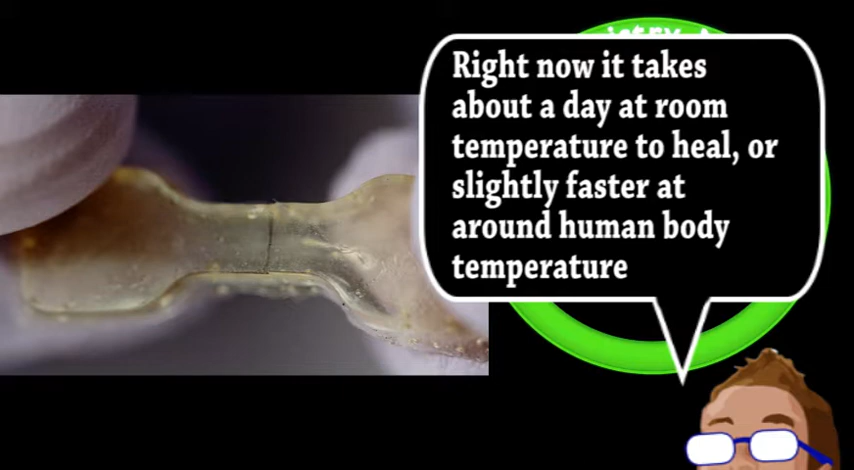 Right now it takes
about a day at room
temperature to heal, or
slightly faster at
around human body
temperature